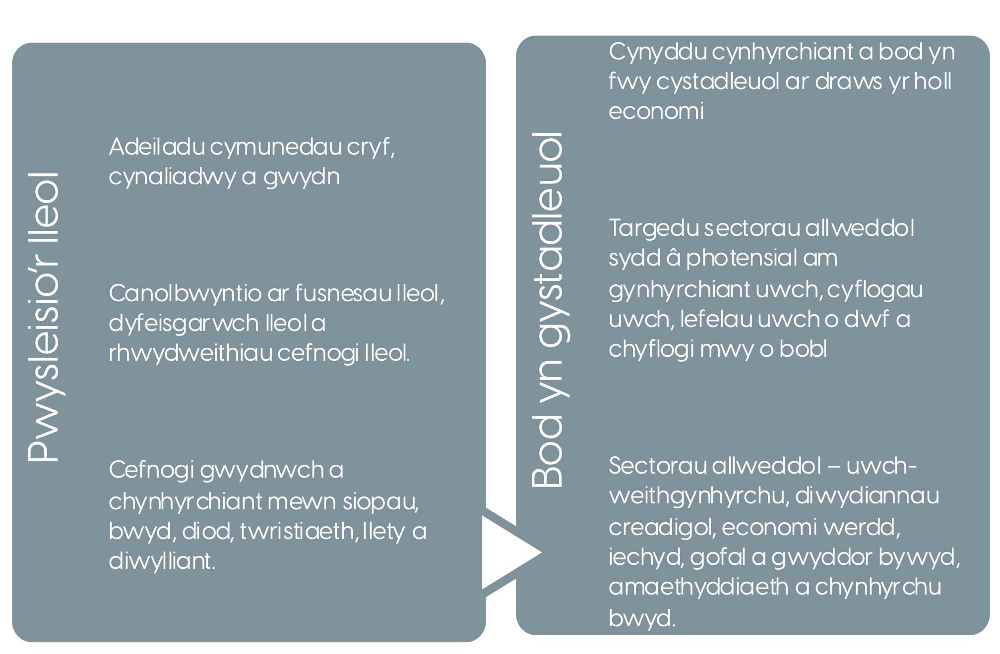 Pwysleisio’r lleol
Adeiladu cymunedau cryf,
cynaliadwy a gwydn
Canolbwyntio ar fusnesau lleol,
dyfeisgarwch lleol a
rhwydweithiau cefnogi lleol.
Cefnogi gwydnwch a
chynhyrchiant mewn siopau,
bwyd, diod, twristiaeth, llety a
diwylliant.
Bod yn gystadleuol
Cynyddu cynhyrchiant a bod yn
fwy cystadleuol ar draws yr holl
economi
Targedu sectorau allweddol
sydd â photensial am
gynhyrchiant uwch, cyflogau
uwch, lefelau uwch o dwf a
chyflogi mwy o bobl
Sectorau allweddol – uwch-
weithgynhyrchu, diwydiannau
creadigol, economi werdd,
iechyd, gofal a gwyddor bywyd,
amaethyddiaeth a chynhyrchu
bwyd.